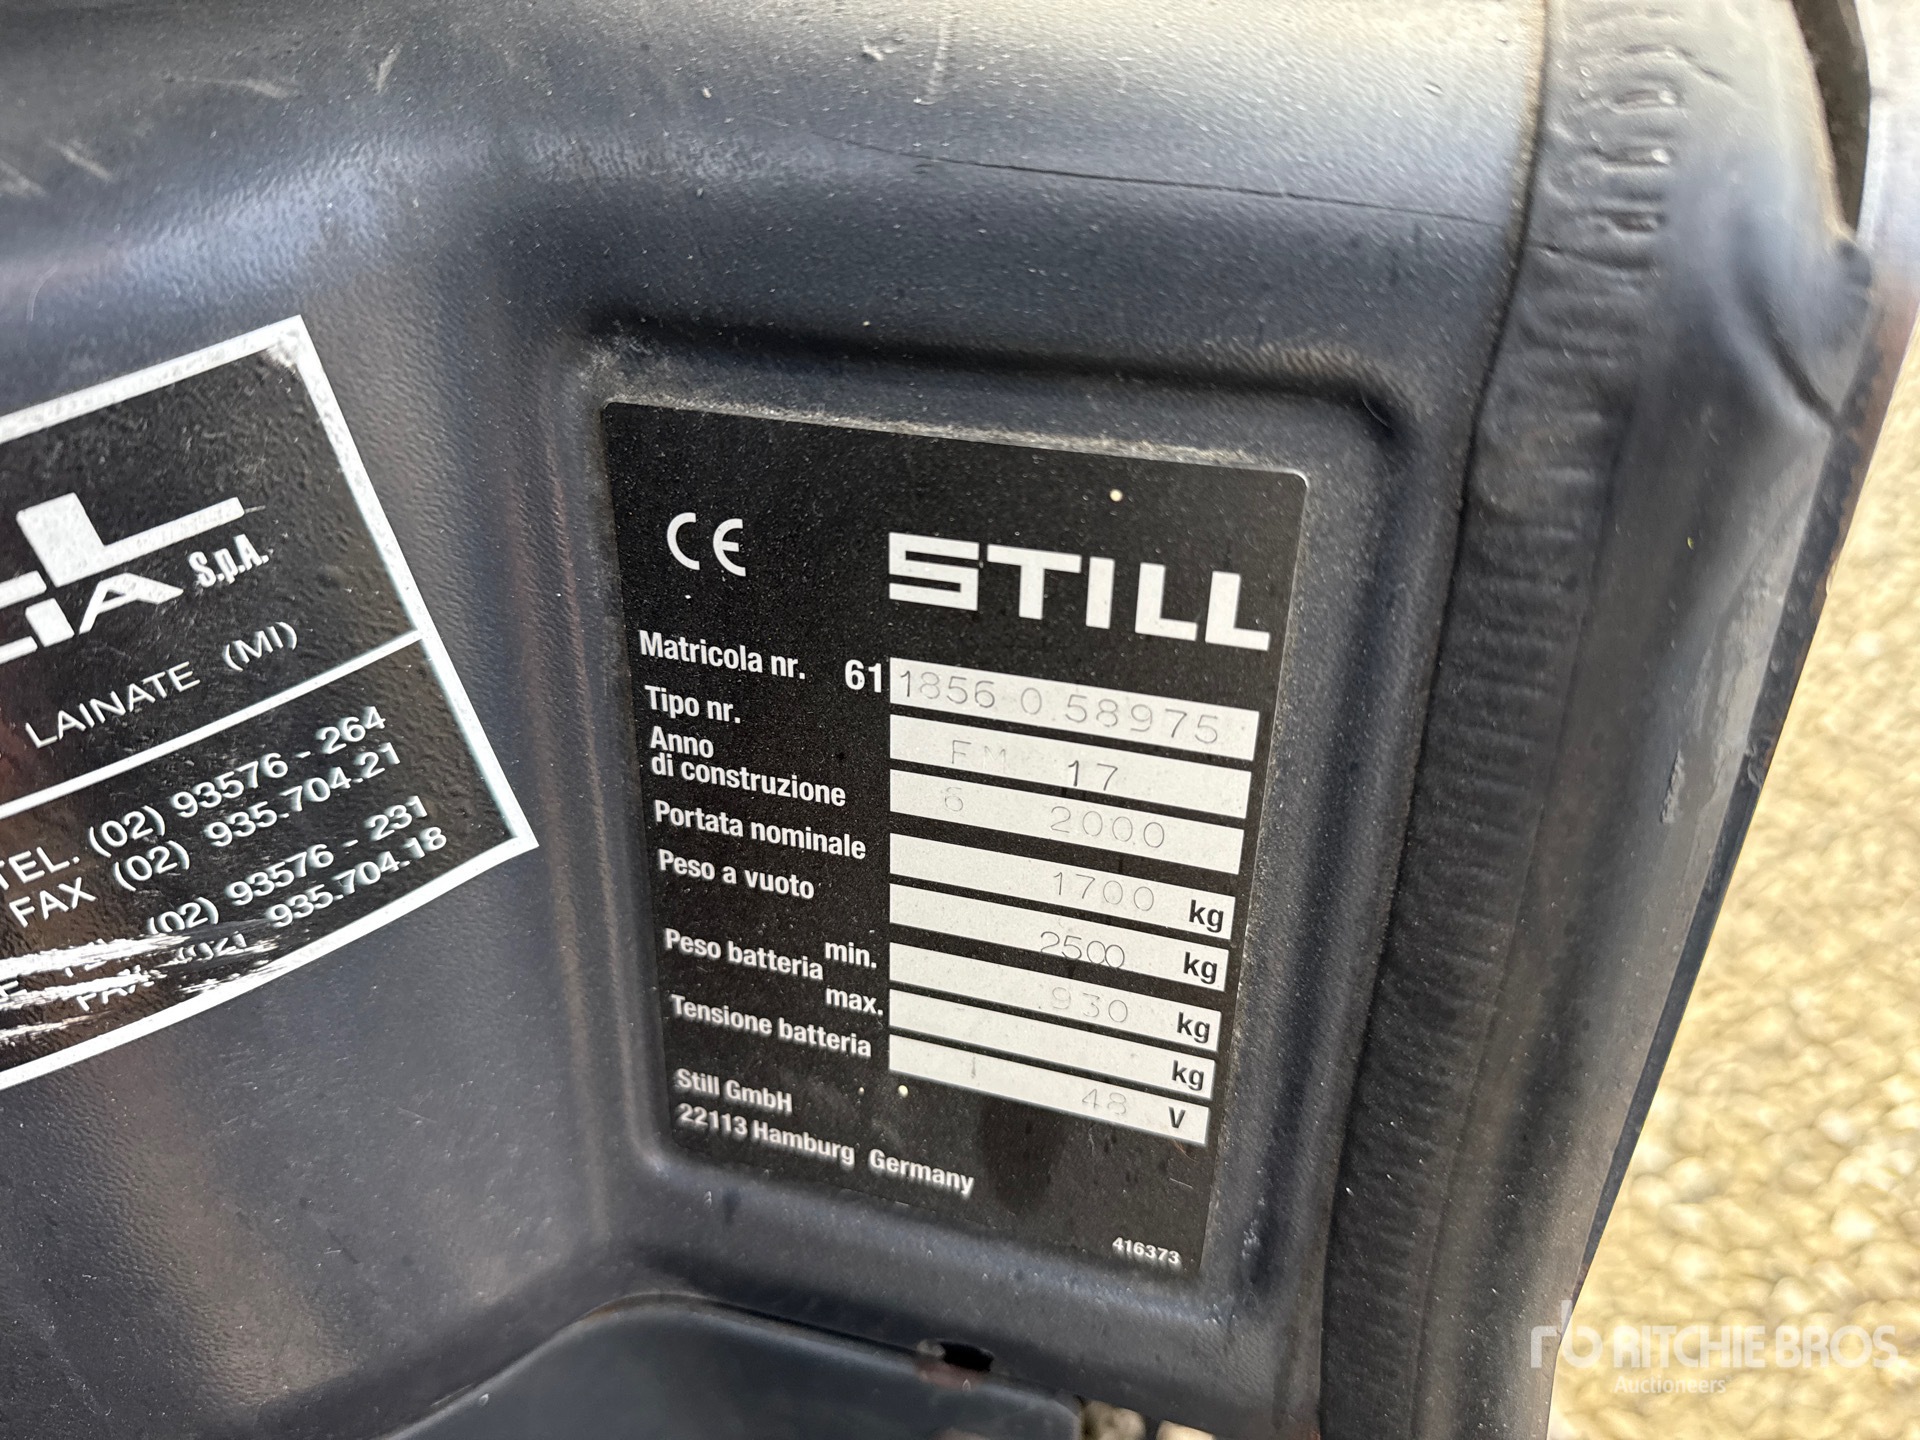 S.p.A.
LAINATE (MI)
TEL. (02) 93576 - 264
FAX (02) 935.704.21
(02) 93576 - 231
935.704.18
CE STILL
Matricola nr. 61 1856 0 58975
Tipo nr. FM 17
Anno
di construzione 6 2000
Portata nominale 1700 kg
Peso a vuoto 2500 kg
Peso batteria min. 930 kg
max. kg
Tensione batteria 48 V
Still GmbH
22113 Hamburg Germany
416373
rb RITCHIE BROS.
Auctioneers